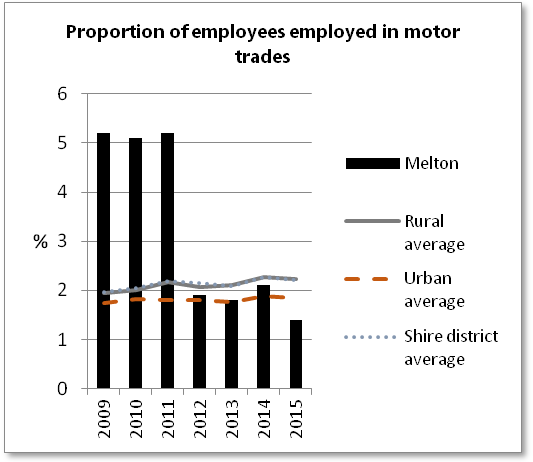 Proportion of employees employed in motor
trades
6
5
4
3
2
1
0
%
2009
2010
2011
2012
2013
2014
2015
Melton
Rural
average
Urban
average
Shire district
average